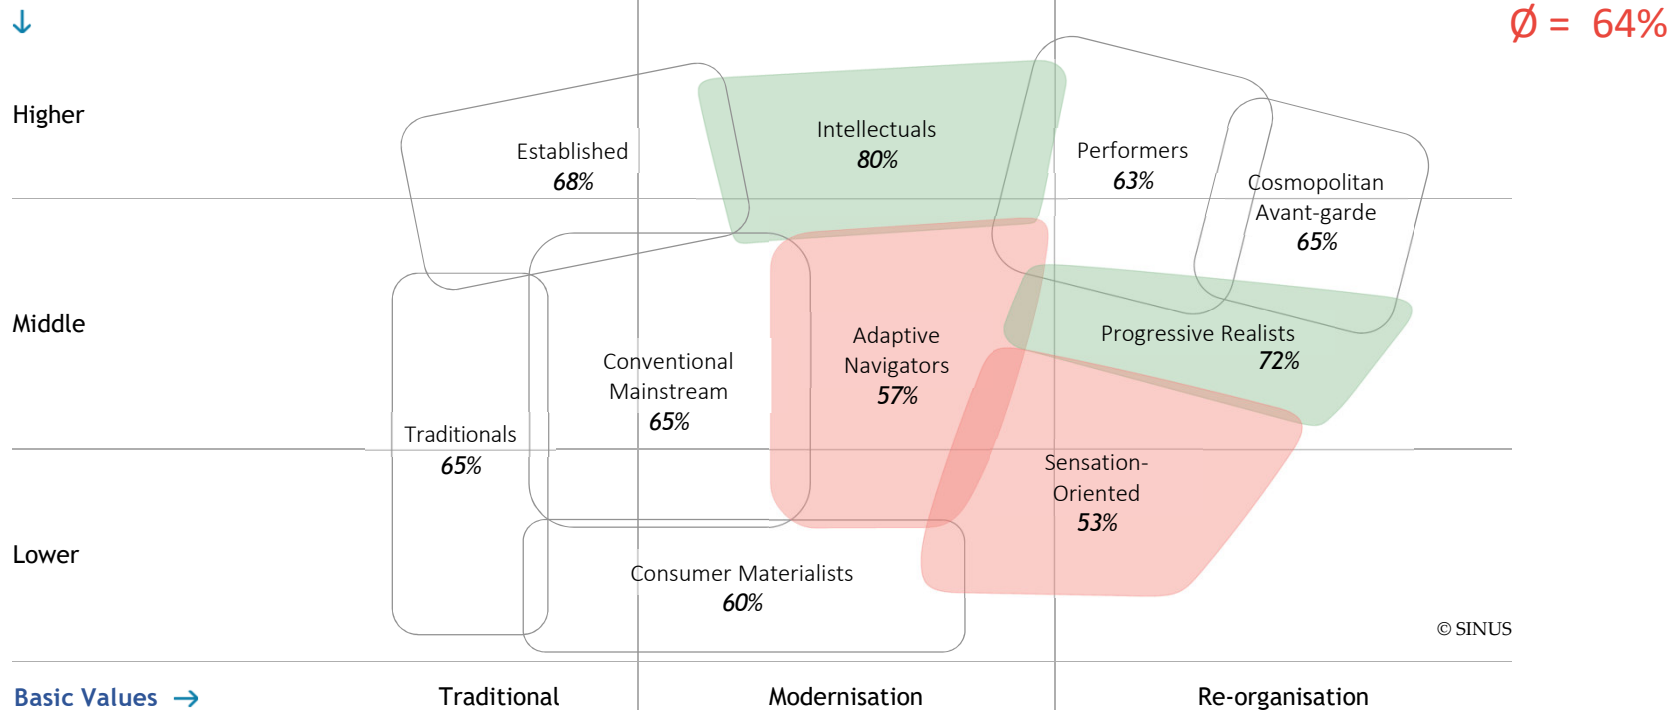 ↓
Ø = 64%
Higher
Established
68%
Intellectuals
80%
Performers
63%
Cosmopolitan
Avant-garde
65%
Middle
Conventional
Mainstream
65%
Adaptive
Navigators
57%
Progressive Realists
72%
Traditionals
65%
Sensation-
Oriented
53%
Lower
Consumer Materialists
60%
© SINUS
Basic Values →
Traditional
Modernisation
Re-organisation